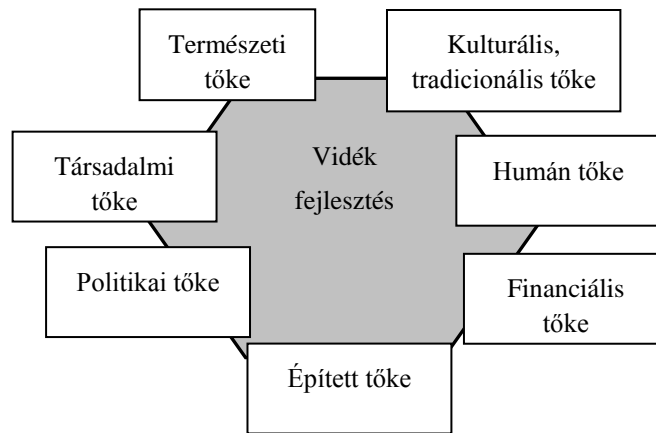 Természeti
tőke
Kulturális,
tradicionális tőke
Vidék
fejlesztés
Társadalmi
tőke
Humán tőke
Politikai tőke
Financiális
tőke
Épített tőke